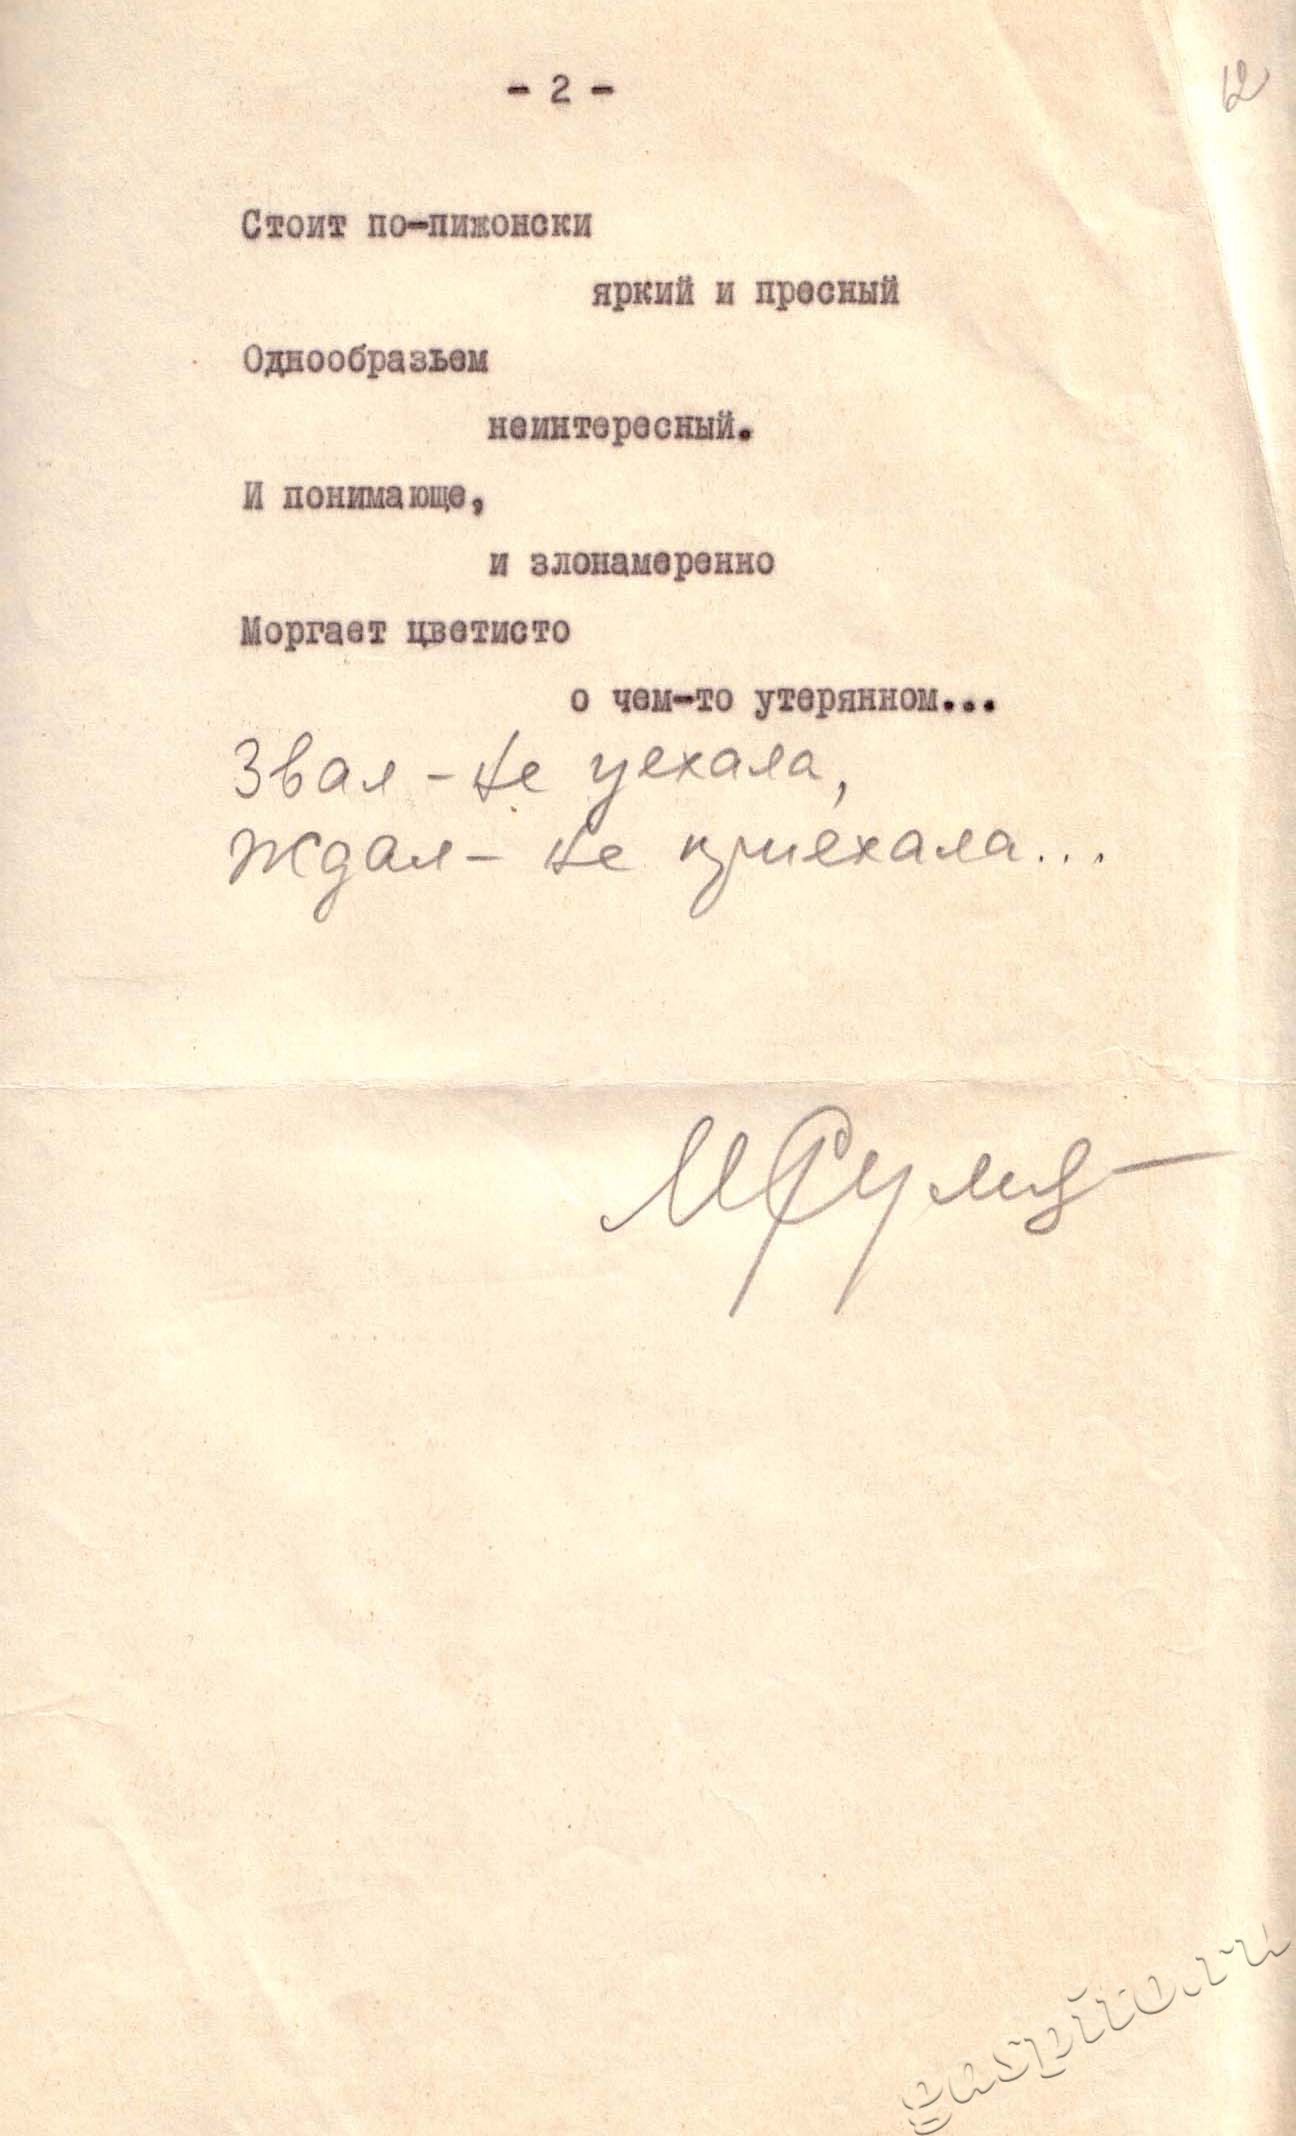 - 2 -
12
Стоит по-пижонски
яркий и пресный
Однообразьем
неинтересный.
И понимающе,
и злонамеренно
Моргает цветисто
о чем-то утерянном...
Звал - не уехала,
Ждал - не приехала...
gaspito.ru